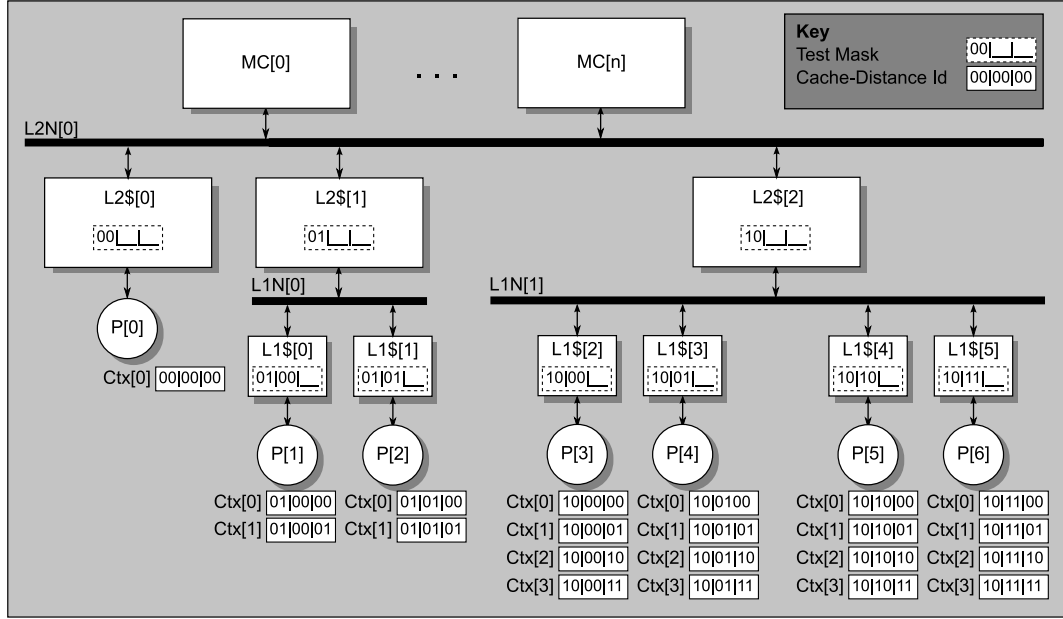 Key
Test Mask 00|__|__
Cache-Distance Id 00|00|00
MC[0] . . . MC[n]
L2N[0]
L2$[0] L2$[1] L2$[2]
00|__|__ 01|__|__ 10|__|__
L1N[0] L1N[1]
P[0]
Ctx[0] 00|00|00
L1$[0] L1$[1] L1$[2] L1$[3] L1$[4] L1$[5]
01|00|__ 01|01|__ 10|00|__ 10|01|__ 10|10|__ 10|11|__
P[1] P[2] P[3] P[4] P[5] P[6]
Ctx[0] 01|00|00 Ctx[0] 01|01|00 Ctx[0] 10|00|00 Ctx[0] 10|0100 Ctx[0] 10|10|00 Ctx[0] 10|11|00
Ctx[1] 01|00|01 Ctx[1] 01|01|01 Ctx[1] 10|00|01 Ctx[1] 10|01|01 Ctx[1] 10|10|01 Ctx[1] 10|11|01
Ctx[2] 10|00|10 Ctx[2] 10|01|10 Ctx[2] 10|10|10 Ctx[2] 10|11|10
Ctx[3] 10|00|11 Ctx[3] 10|01|11 Ctx[3] 10|10|11 Ctx[3] 10|11|11